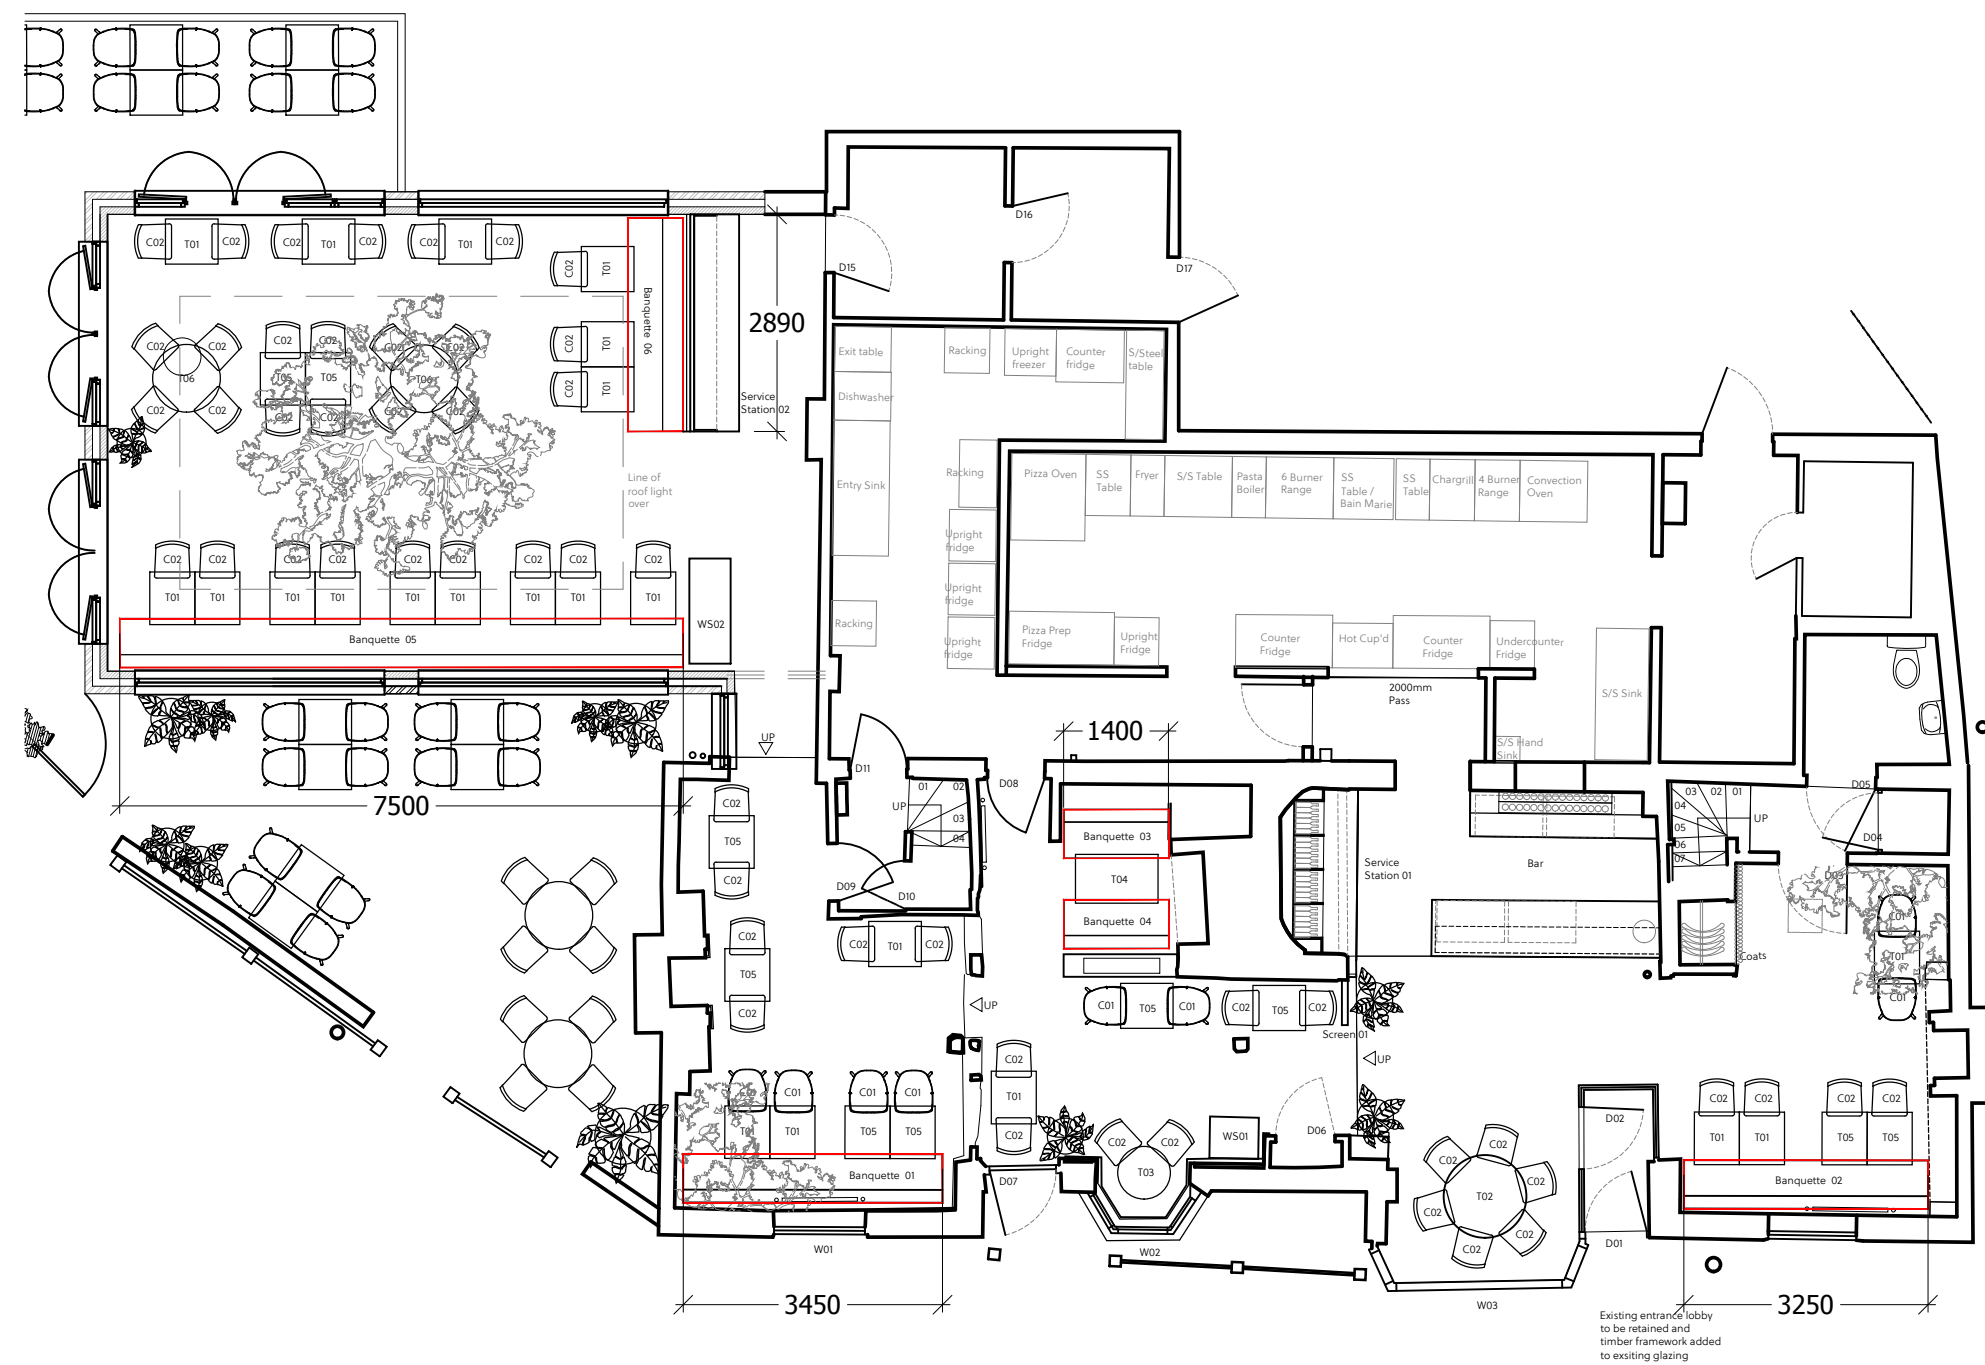 C02 T01 C02
C02 T01 C02
C02 T01 C02
C02 T01
Banquette 06
C02 T01
C02 T01
2890
Service
Station 02
C02 C02
T06
C02 C02
C02 C02
T05 T05
C02 C02
C02 C02
T06
C02 C02
Line of
roof light
over
C02 C02 C02 C02 C02 C02 C02 C02 C02
T01 T01 T01 T01 T01 T01 T01 T01 T01
WS02
Banquette 05
7500
UP
D15
D16
D17
Exit table
Dishwasher
Entry Sink
Racking
Racking
Upright
freezer
Counter
fridge
S/Steel
table
Racking
Upright
fridge
Upright
fridge
Upright
fridge
Pizza Oven
SS
Table
Fryer
S/S Table
Pasta
Boiler
6 Burner
Range
SS
Table /
Bain Marie
SS
Table
Chargrill
4 Burner
Range
Convection
Oven
Pizza Prep
Fridge
Upright
Fridge
Counter
Fridge
Hot Cup'd
Counter
Fridge
Undercounter
Fridge
S/S Sink
2000mm
Pass
S/S Hand
Sink
1400
D11
D08
01 02
UP
03
04
D09
D10
Banquette 03
T04
Banquette 04
Service
Station 01
Bar
03 02 01
04
UP
05
06
07
D05
D04
D03
Coats
C01
T01
C01
C02
T05
C02
C02
T05
C02
C02 T01 C02
UP
C01 T05 C01
C02 T05 C02
Screen 01
UP
C02
T01
C02
C01 C01 C01
T01 T01 T05 T05
Banquette 01
W01
3450
D07
C02 C02
T03
W02
WS01
D06
C02
C02
C02
T02
C02
C02
C02
W03
D02
D01
C02 C02 C02 C02
T01 T01 T05 T05
Banquette 02
3250
Existing entrance lobby
to be retained and
timber framework added
to exsiting glazing